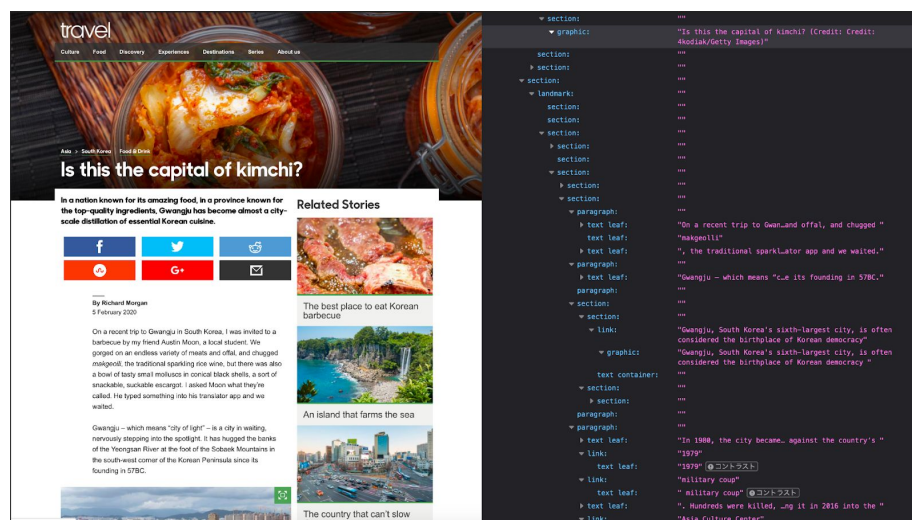 travel
Culture Food Discovery Experiences Destinations Series About us
Asia > South Korea Food & Drink
Is this the capital of kimchi?
In a nation known for its amazing food, in a province known for
the top-quality ingredients, Gwangju has become almost a city-
scale distillation of essential Korean cuisine.
f
G+
By Richard Morgan
5 February 2020
On a recent trip to Gwangju in South Korea, I was invited to a
barbecue by my friend Austin Moon, a local student. We
gorged on an endless variety of meats and offal, and chugged
makgeolli, the traditional sparkling rice wine, but there was also
a bowl of tasty small molluscs in conical black shells, a sort of
snackable, suckable escargot. I asked Moon what they're
called. He typed something into his translator app and we
waited.
Gwangju – which means "city of light" – is a city in waiting,
nervously stepping into the spotlight. It has hugged the banks
of the Yeongsan River at the foot of the Sobaek Mountains in
the south-west corner of the Korean Peninsula since its
founding in 57BC.
Related Stories
The best place to eat Korean
barbecue
An island that farms the sea
The country that can't slow
section: ""
graphic: "Is this the capital of kimchi? (Credit: Credit:
4kodiak/Getty Images)"
section: ""
section: ""
section: ""
landmark: ""
section: ""
section: ""
section: ""
section: ""
section: ""
section: ""
section: ""
section: ""
paragraph: ""
text leaf: "On a recent trip to Gwan…and offal, and chugged "
text leaf: "makgeolli"
text leaf: ", the traditional sparkl…ator app and we waited."
paragraph: ""
text leaf: "Gwangju – which means "c…e its founding in 57BC."
paragraph: ""
section: ""
section: ""
link: "Gwangju, South Korea's sixth-largest city, is often
considered the birthplace of Korean democracy"
graphic: "Gwangju, South Korea's sixth-largest city, is often
considered the birthplace of Korean democracy "
text container: ""
section: ""
section: ""
paragraph: ""
paragraph: ""
text leaf: "In 1980, the city became… against the country's "
link: "1979"
text leaf: "1979" コントラスト
link: "military coup"
text leaf: " military coup" コントラスト
text leaf: ". Hundreds were killed, …ng it in 2016 into the "
link: "Asia Culture Center"